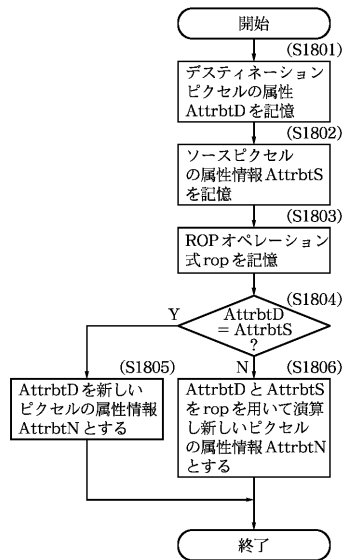 開始
(S1801)
デスティネーション
ピクセルの属性
AttrbtDを記憶
(S1802)
ソースピクセル
の属性情報AttrbtS
を記憶
(S1803)
ROPオペレーション
式ropを記憶
(S1804)
AttrbtD
= AttrbtS
?
Y
N
(S1805)
AttrbtDを新しい
ピクセルの属性情報
AttrbtNとする
(S1806)
AttrbtDとAttrbtS
をropを用いて演算
し新しいピクセル
の属性情報AttrbtN
とする
終了